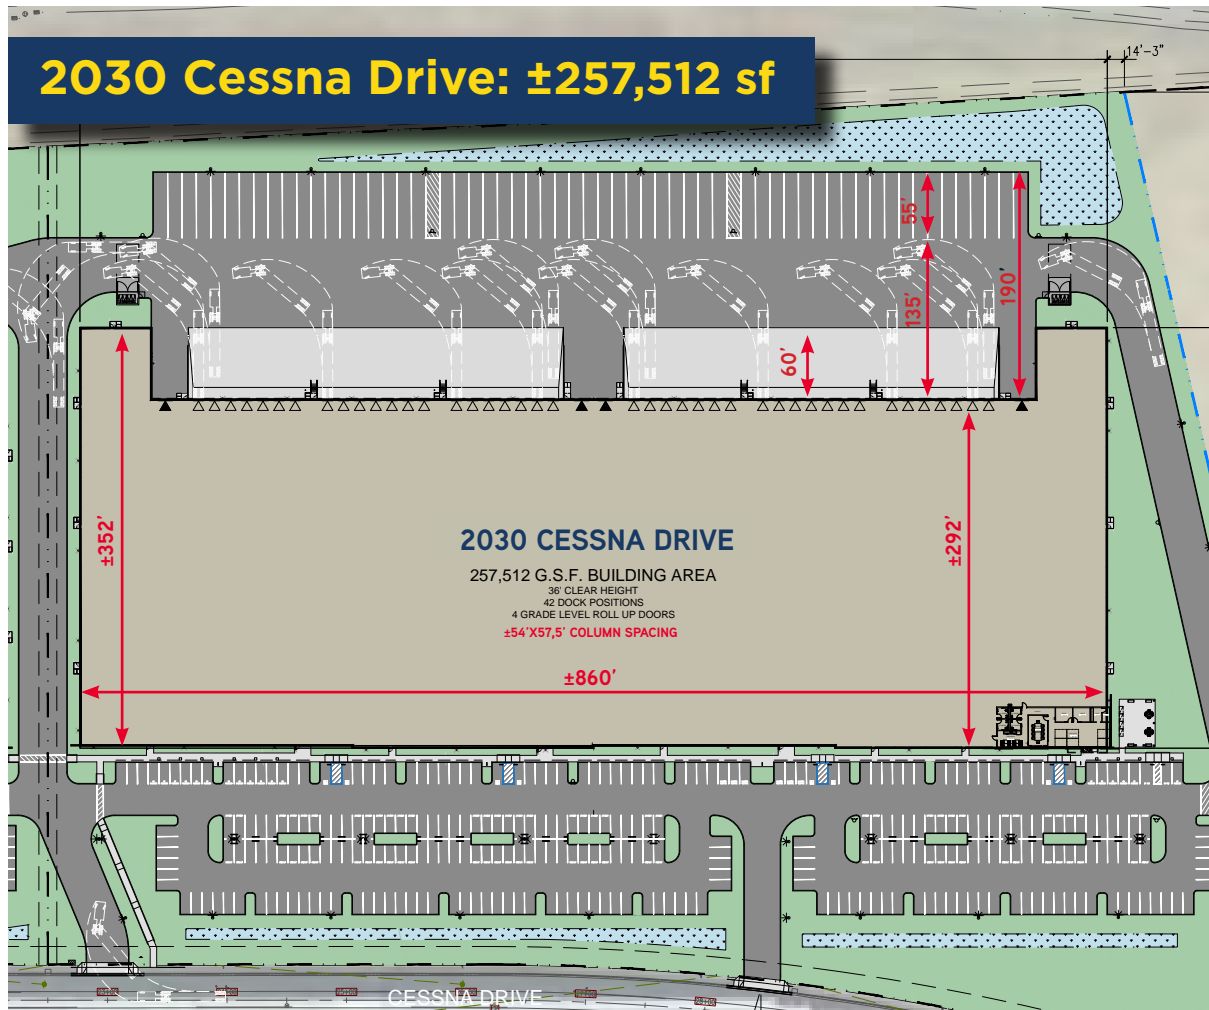 2030 Cessna Drive: ±257,512 sf
14'-3"
55'
190'
135'
60'
±352'
±292'
2030 CESSNA DRIVE
257,512 G.S.F. BUILDING AREA
36' CLEAR HEIGHT
42 DOCK POSITIONS
4 GRADE LEVEL ROLL UP DOORS
±54'X57,5' COLUMN SPACING
±860'
CESSNA DRIVE